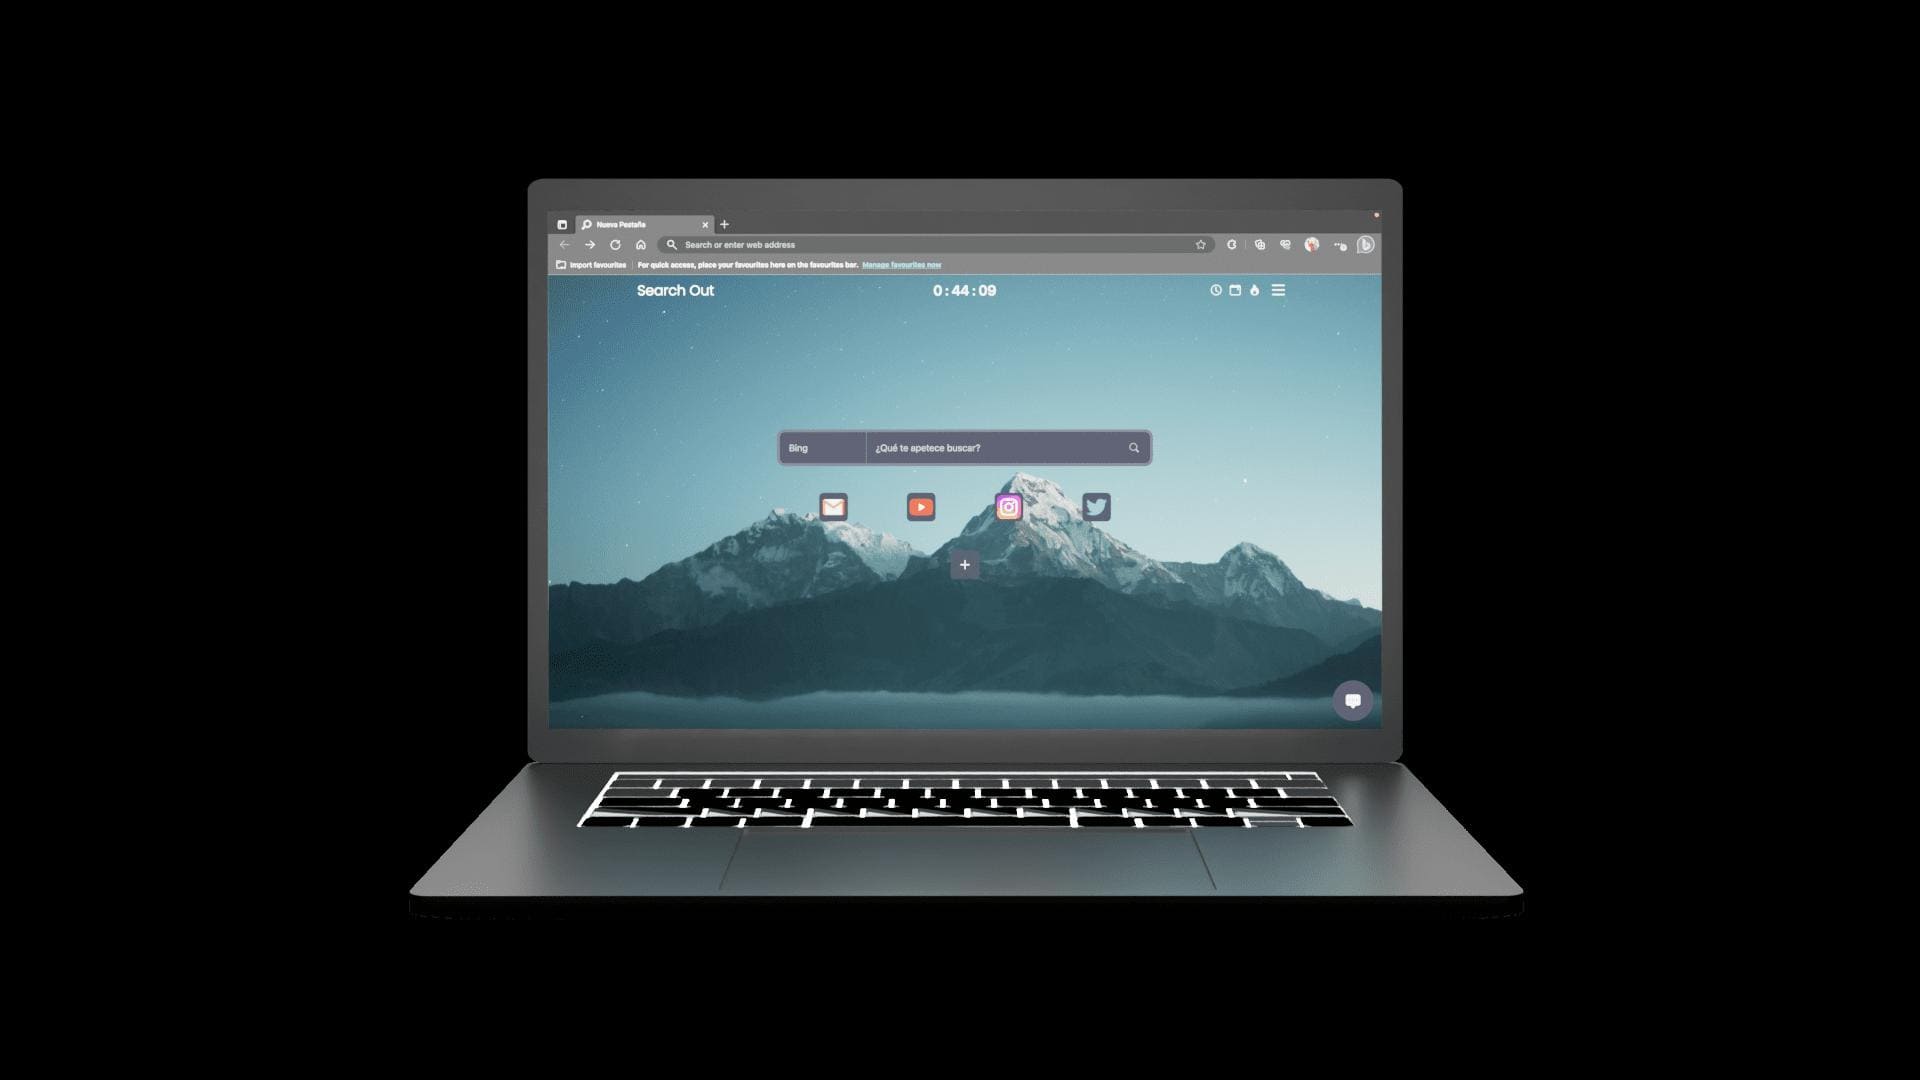 Nueva Pestaña
Search or enter web address
Import favourites
For quick access, place your favourites here on the favourites bar. Manage favourites now
Search Out
0:44:09
Bing
¿Qué te apetece buscar?